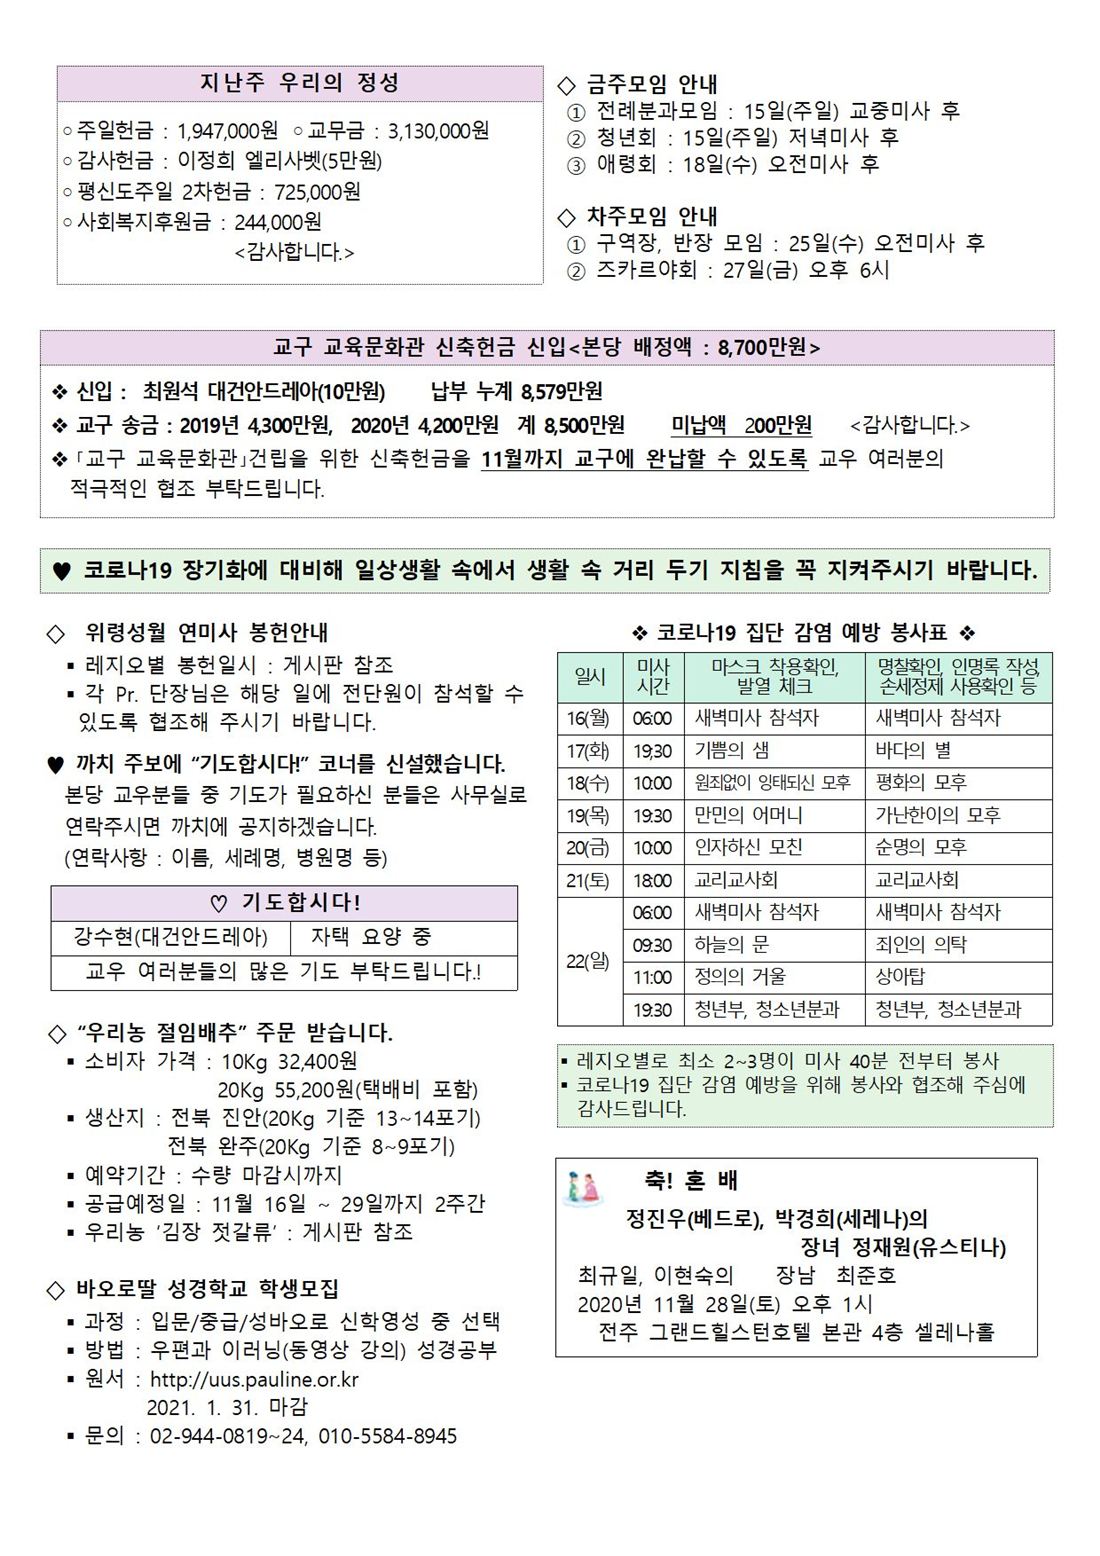 지난주 우리의 정성
○ 주일헌금 : 1,947,000원 ○ 교무금 : 3,130,000원
○ 감사헌금 : 이정희 엘리사벳(5만원)
○ 평신도주일 2차헌금 : 725,000원
○ 사회복지후원금 : 244,000원
<감사합니다.>
◇ 금주모임 안내
① 전례분과모임 : 15일(주일) 교중미사 후
② 청년회 : 15일(주일) 저녁미사 후
③ 애령회 : 18일(수) 오전미사 후
◇ 차주모임 안내
① 구역장, 반장 모임 : 25일(수) 오전미사 후
② 즈카르야회 : 27일(금) 오후 6시
교구 교육문화관 신축헌금 신입<본당 배정액 : 8,700만원>
❖ 신입 : 최원석 대건안드레아(10만원) 납부 누계 8,579만원
❖ 교구 송금 : 2019년 4,300만원, 2020년 4,200만원 계 8,500만원 미납액 200만원 <감사합니다.>
❖「교구 교육문화관」건립을 위한 신축헌금을 11월까지 교구에 완납할 수 있도록 교우 여러분의
적극적인 협조 부탁드립니다.
♥ 코로나19 장기화에 대비해 일상생활 속에서 생활 속 거리 두기 지침을 꼭 지켜주시기 바랍니다.
◇ 위령성월 연미사 봉헌안내
▪ 레지오별 봉헌일시 : 게시판 참조
▪ 각 Pr. 단장님은 해당 일에 전단원이 참석할 수
있도록 협조해 주시기 바랍니다.
♥ 까치 주보에 “기도합시다!” 코너를 신설했습니다.
본당 교우분들 중 기도가 필요하신 분들은 사무실로
연락주시면 까치에 공지하겠습니다.
(연락사항 : 이름, 세례명, 병원명 등)
♡ 기도합시다!
강수현(대건안드레아) 자택 요양 중
교우 여러분들의 많은 기도 부탁드립니다.!
◇ “우리농 절임배추” 주문 받습니다.
▪ 소비자 가격 : 10Kg 32,400원
20Kg 55,200원(택배비 포함)
▪ 생산지 : 전북 진안(20Kg 기준 13~14포기)
전북 완주(20Kg 기준 8~9포기)
▪ 예약기간 : 수량 마감시까지
▪ 공급예정일 : 11월 16일 ~ 29일까지 2주간
▪ 우리농 ‘김장 젓갈류’ : 게시판 참조
◇ 바오로딸 성경학교 학생모집
▪ 과정 : 입문/중급/성바오로 신학영성 중 선택
▪ 방법 : 우편과 이러닝(동영상 강의) 성경공부
▪ 원서 : http://uus.pauline.or.kr
2021. 1. 31. 마감
▪ 문의 : 02-944-0819~24, 010-5584-8945
❖ 코로나19 집단 감염 예방 봉사표 ❖
일시 미사 시간 마스크 착용확인, 발열 체크 명찰확인, 인명록 작성, 손세정제 사용확인 등
16(월) 06:00 새벽미사 참석자 새벽미사 참석자
17(화) 19:30 기쁨의 샘 바다의 별
18(수) 10:00 원죄없이 잉태되신 모후 평화의 모후
19(목) 19:30 만민의 어머니 가난한이의 모후
20(금) 10:00 인자하신 모친 순명의 모후
21(토) 18:00 교리교사회 교리교사회
22(일) 06:00 새벽미사 참석자 새벽미사 참석자
09:30 하늘의 문 죄인의 의탁
11:00 정의의 거울 상아탑
19:30 청년부, 청소년분과 청년부, 청소년분과
▪ 레지오별로 최소 2~3명이 미사 40분 전부터 봉사
▪ 코로나19 집단 감염 예방을 위해 봉사와 협조해 주심에
감사드립니다.
축! 혼 배
정진우(베드로), 박경희(세레나)의
장녀 정재원(유스티나)
최규일, 이현숙의 장남 최준호
2020년 11월 28일(토) 오후 1시
전주 그랜드힐스턴호텔 본관 4층 셀레나홀